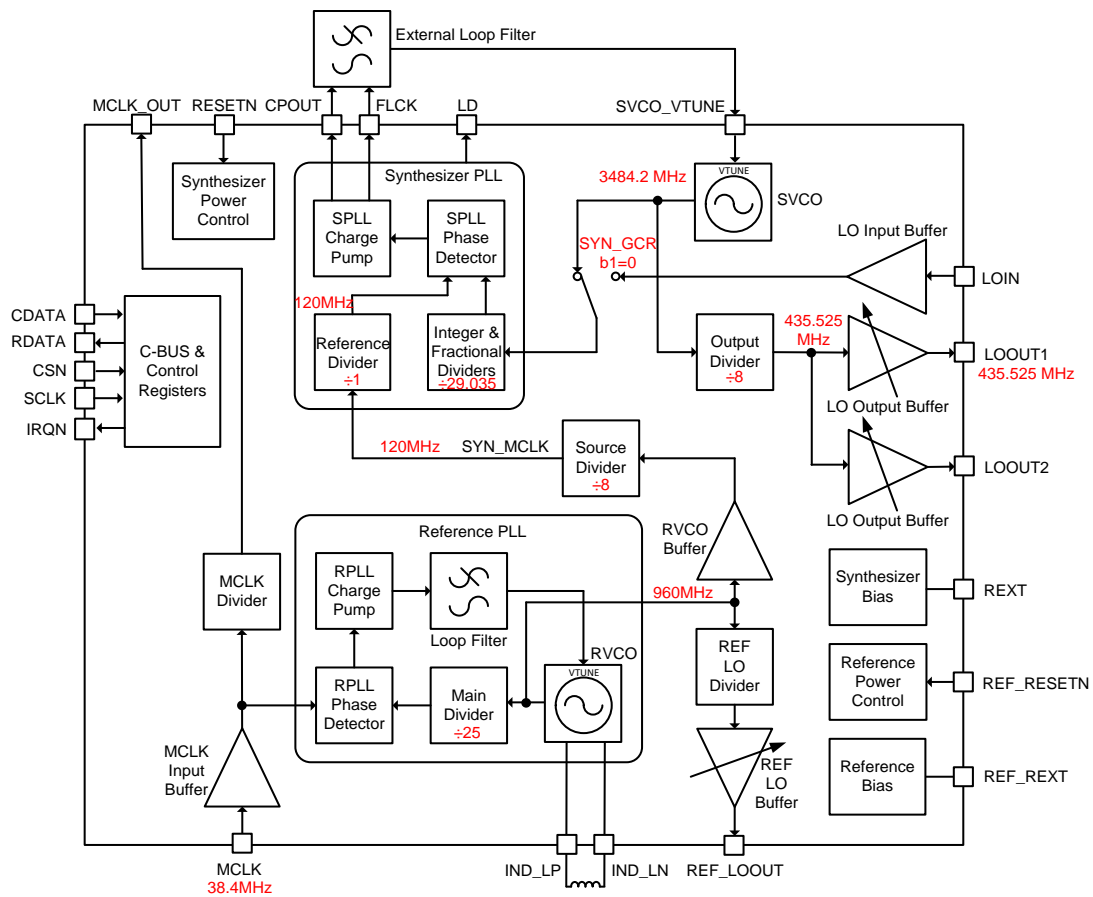 External Loop Filter
MCLK_OUT
RESETN
CPOUT
FLCK
LD
SVCO_VTUNE
Synthesizer
Power
Control
Synthesizer PLL
SPLL
Charge
Pump
SPLL
Phase
Detector
3484.2 MHz
VTUNE
SVCO
SYN_GCR
b1=0
LO Input Buffer
LOIN
120MHz
Reference
Divider
÷1
Integer &
Fractional
Dividers
÷29.035
Output
Divider
÷8
435.525
MHz
LOOUT1
435.525 MHz
LO Output Buffer
CDATA
RDATA
CSN
SCLK
IRQN
C-BUS &
Control
Registers
120MHz
SYN_MCLK
Source
Divider
÷8
LOOUT2
LO Output Buffer
Reference PLL
RVCO
Buffer
MCLK
Divider
RPLL
Charge
Pump
Loop Filter
960MHz
Synthesizer
Bias
REXT
RPLL
Phase
Detector
Main
Divider
÷25
RVCO
VTUNE
REF
LO
Divider
Reference
Power
Control
REF_RESETN
MCLK
Input
Buffer
REF
LO
Buffer
Reference
Bias
REF_REXT
MCLK
38.4MHz
IND_LP
IND_LN
REF_LOOUT